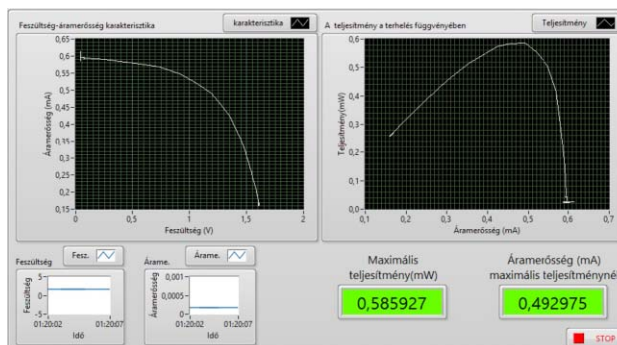 Feszültség-áramerősség karakterisztika
karakterisztika
Áramerősség (mA)
0,65
0,6
0,55
0,5
0,45
0,4
0,35
0,3
0,25
0,2
0,15
0
0,5
1
1,5
2
Feszültség (V)
A teljesítmény a terhelés függvényében
Teljesítmény
Teljesítmény(mW)
0,6
0,5
0,4
0,3
0,2
0,1
0,0
0,1
0,2
0,3
0,4
0,5
0,6
0,7
Áramerősség (mA)
Feszültség
Fesz.
Feszültség
5
0
-5
01:20:02
01:20:07
Idő
Árame.
Árame.
Áramerősség
0,001
0,0005
0
01:20:02
01:20:07
Idő
Maximális
teljesítmény(mW)
0,585927
Áramerősség (mA)
maximális teljesítménynél
0,492975
STOP